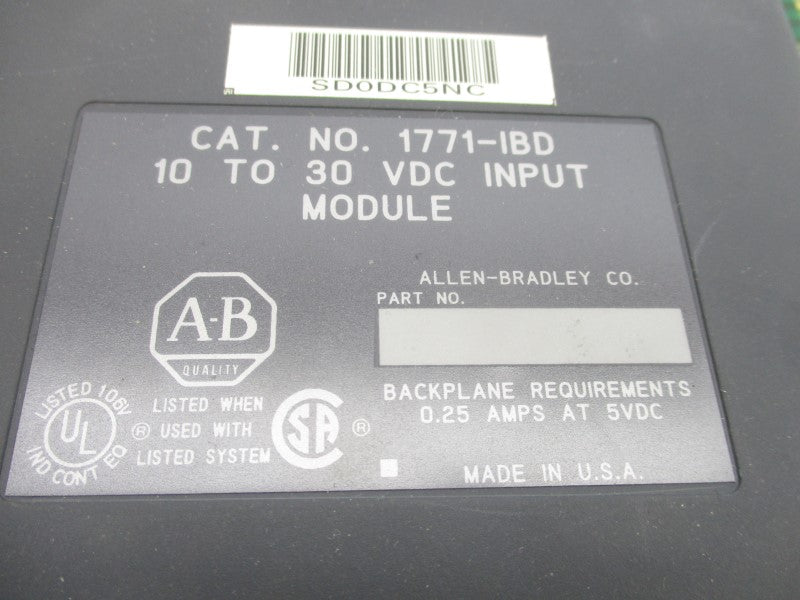 SD0DC5NC
CAT. NO. 1771-IBD
10 TO 30 VDC INPUT
MODULE
ALLEN-BRADLEY CO.
PART NO.
A-B
QUALITY
BACKPLANE REQUIREMENTS
0.25 AMPS AT 5VDC
LISTED 106V
UL
IND CONT EQ
®
LISTED WHEN
USED WITH
LISTED SYSTEM
SA
®
MADE IN U.S.A.